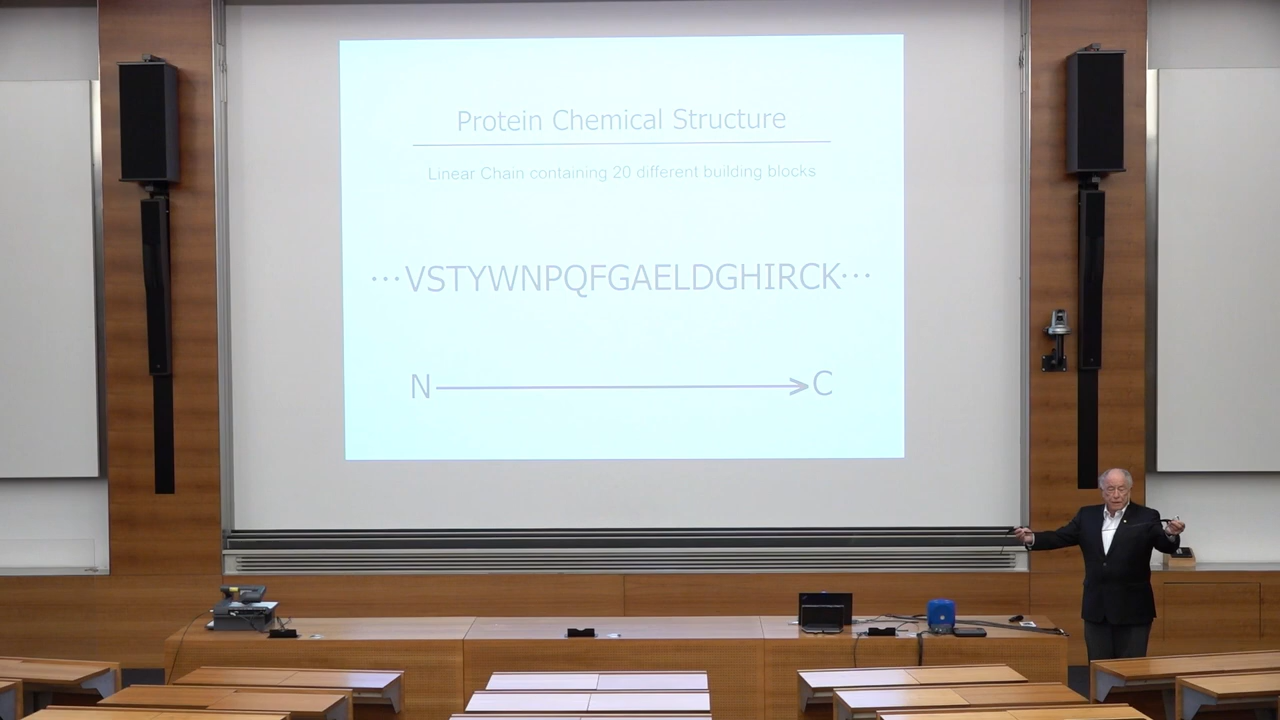 Protein Chemical Structure
Linear Chain containing 20 different building blocks
···VSTYWNPQFGAELDGHIRCK···
N C